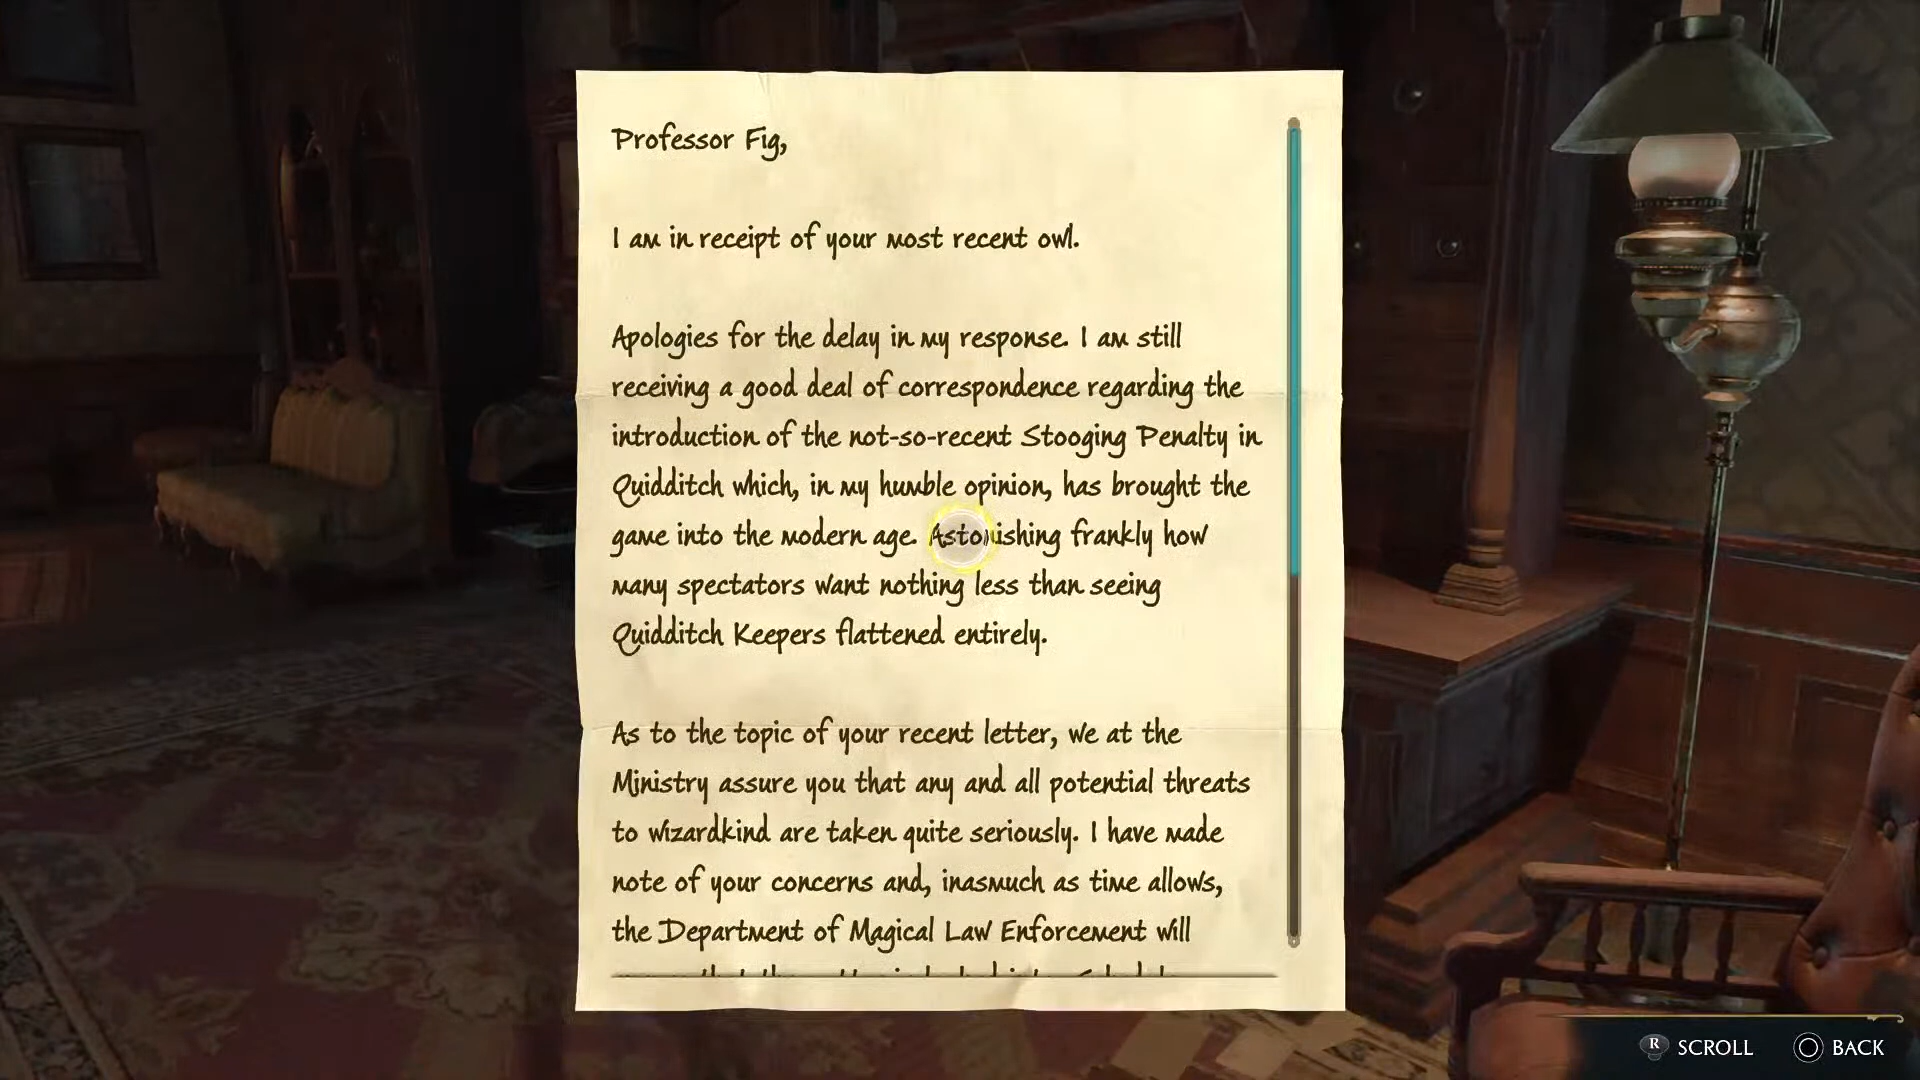 Professor Fig,
I am in receipt of your most recent owl.
Apologies for the delay in my response. I am still
receiving a good deal of correspondence regarding the
introduction of the not-so-recent Stooging Penalty in
Quidditch which, in my humble opinion, has brought the
game into the modern age. Astonishing frankly how
many spectators want nothing less than seeing
Quidditch Keepers flattened entirely.
As to the topic of your recent letter, we at the
Ministry assure you that any and all potential threats
to wizardkind are taken quite seriously. I have made
note of your concerns and, inasmuch as time allows,
the Department of Magical Law Enforcement will
R SCROLL
BACK